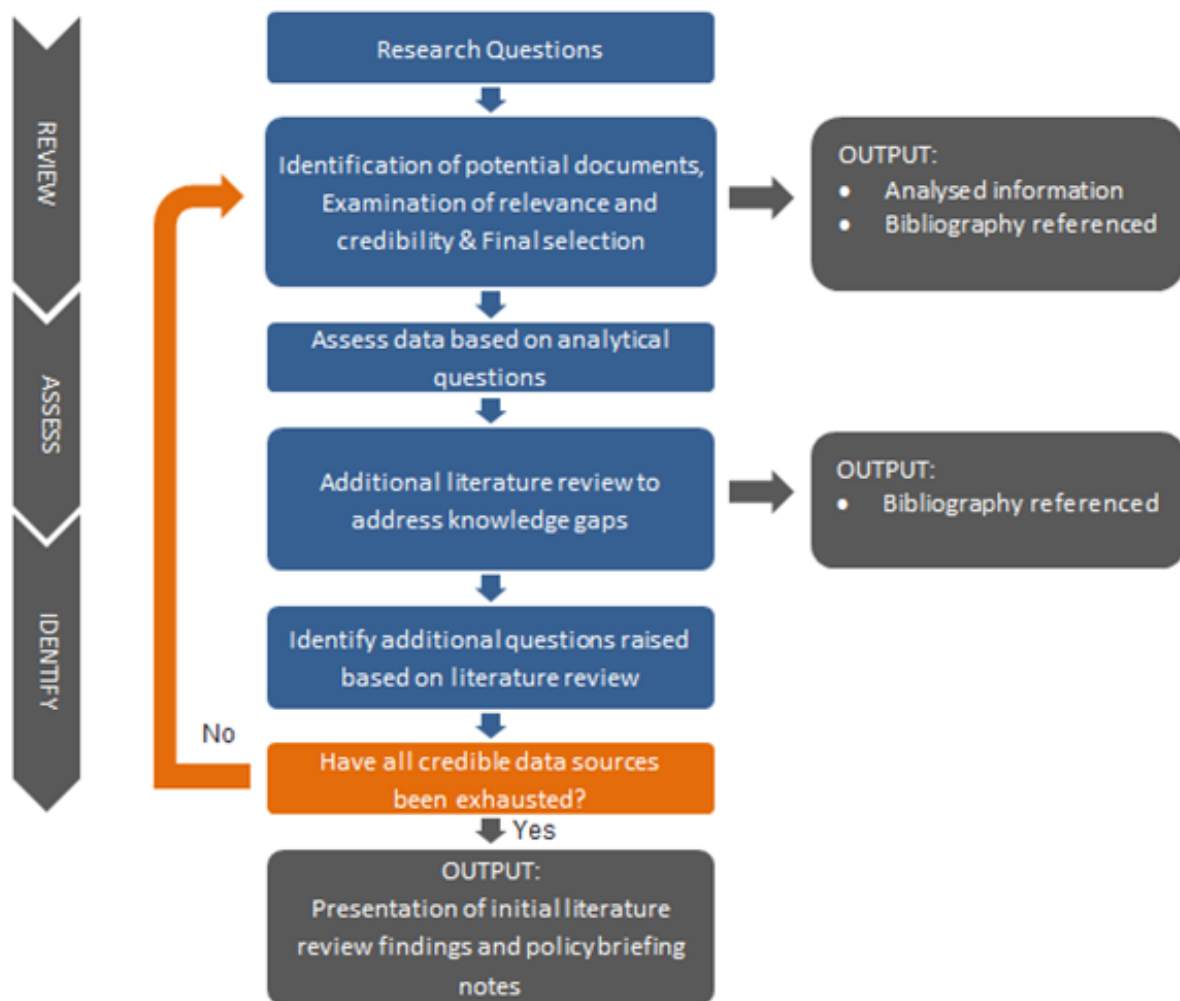 REVIEW
ASSESS
IDENTIFY
Research Questions
Identification of potential documents,
Examination of relevance and
credibility & Final selection
OUTPUT:
• Analysed information
• Bibliography referenced
Assess data based on analytical
questions
Additional literature review to
address knowledge gaps
OUTPUT:
• Bibliography referenced
Identify additional questions raised
based on literature review
No
Have all credible data sources
been exhausted?
Yes
OUTPUT:
Presentation of initial literature
review findings and policy briefing
notes